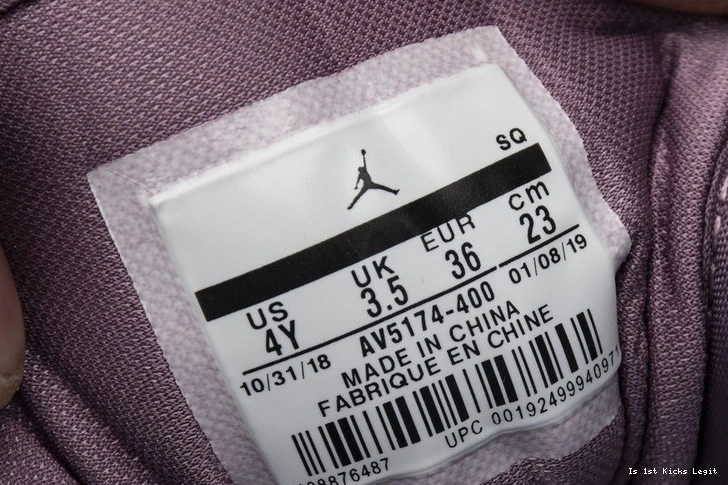 SQ
US UK EUR cm
4Y 3.5 36 23
10/31/18 AV5174-400 01/08/19
MADE IN CHINA
FABRIQUE EN CHINE
UPC 00192499940971
08876487
Is 1st Kicks Legit